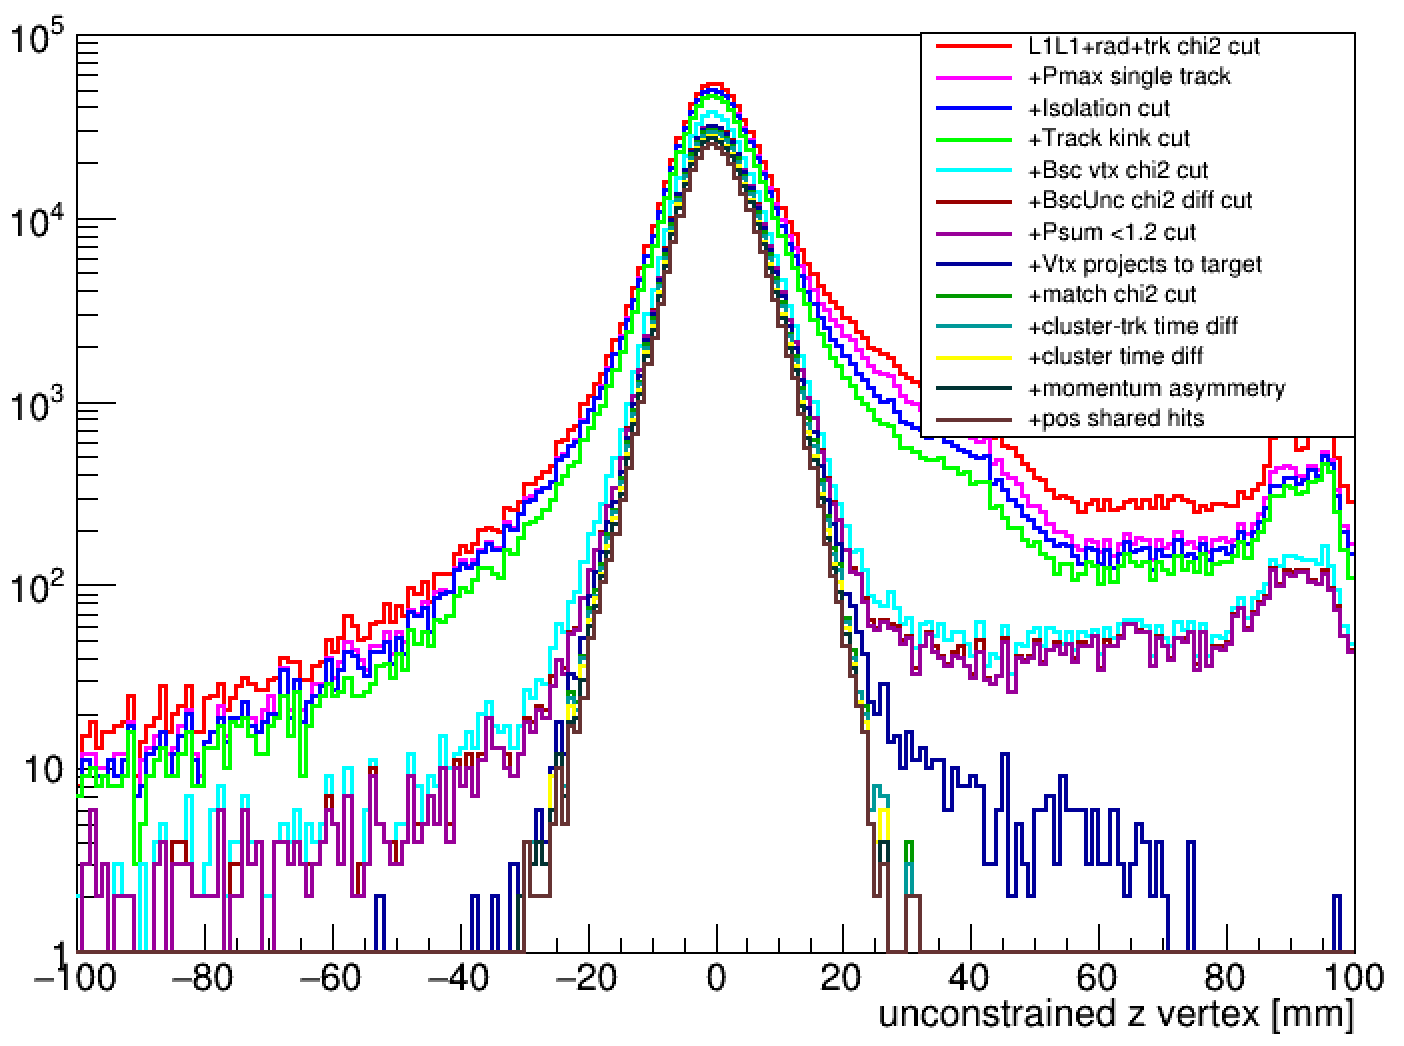 10^5
10^4
10^3
10^2
10
1
L1L1+rad+trk chi2 cut
+Pmax single track
+Isolation cut
+Track kink cut
+Bsc vtx chi2 cut
+BscUnc chi2 diff cut
+Psum <1.2 cut
+Vtx projects to target
+match chi2 cut
+cluster-trk time diff
+cluster time diff
+momentum asymmetry
+pos shared hits
−100 −80 −60 −40 −20 0 20 40 60 80 100
unconstrained z vertex [mm]